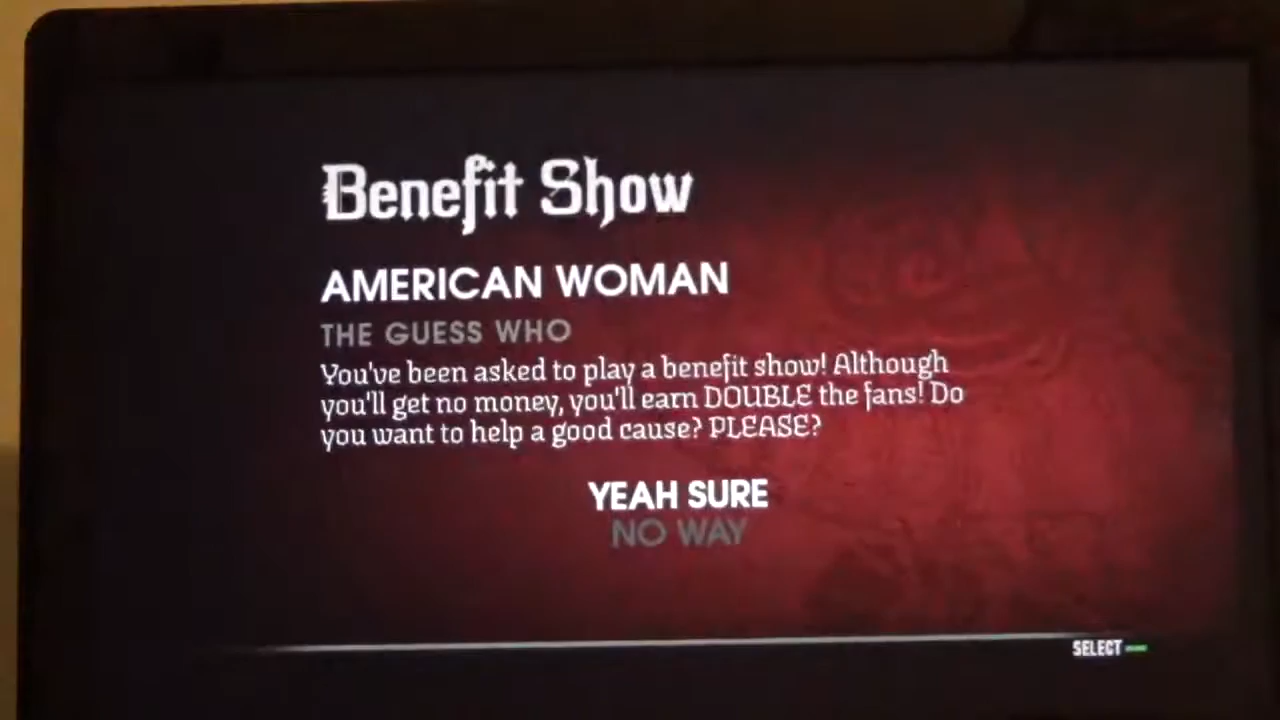 Benefit Show
AMERICAN WOMAN
THE GUESS WHO
You've been asked to play a benefit show! Although
you'll get no money, you'll earn DOUBLE the fans! Do
you want to help a good cause? PLEASE?
YEAH SURE
NO WAY
SELECT